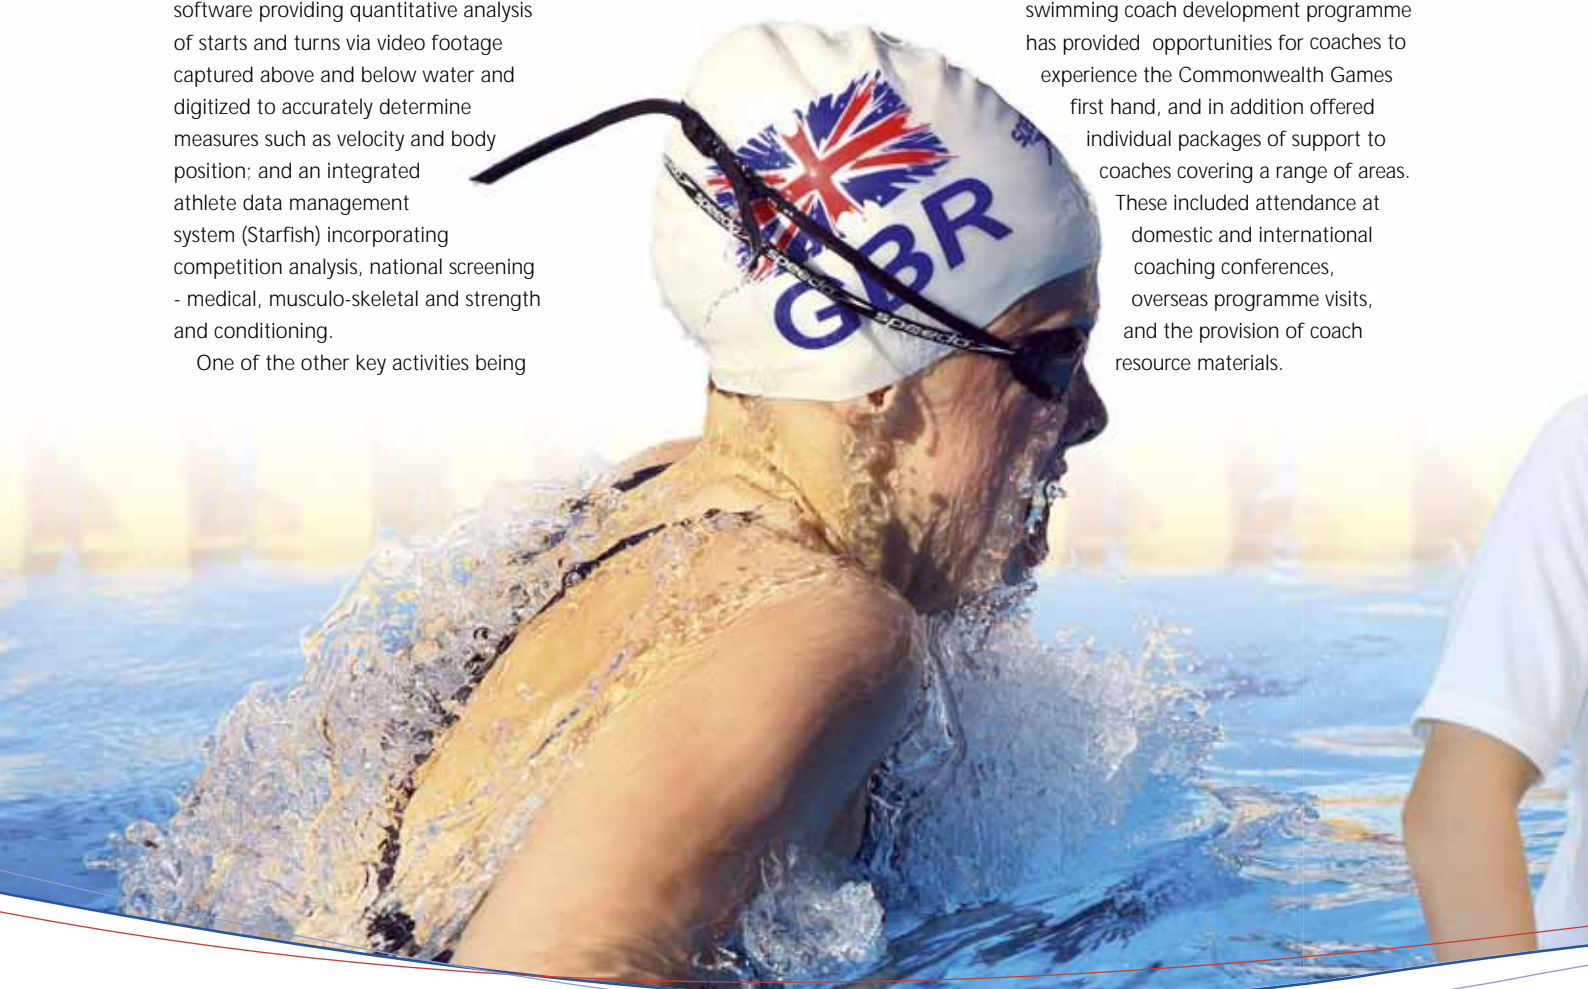 software providing quantitative analysis
of starts and turns via video footage
captured above and below water and
digitized to accurately determine
measures such as velocity and body
position; and an integrated
athlete data management
system (Starfish) incorporating
competition analysis, national screening
- medical, musculo-skeletal and strength
and conditioning.
One of the other key activities being
swimming coach development programme
has provided opportunities for coaches to
experience the Commonwealth Games
first hand, and in addition offered
individual packages of support to
coaches covering a range of areas.
These included attendance at
domestic and international
coaching conferences,
overseas programme visits,
and the provision of coach
resource materials.
GBR
speedo
speedo
speedo